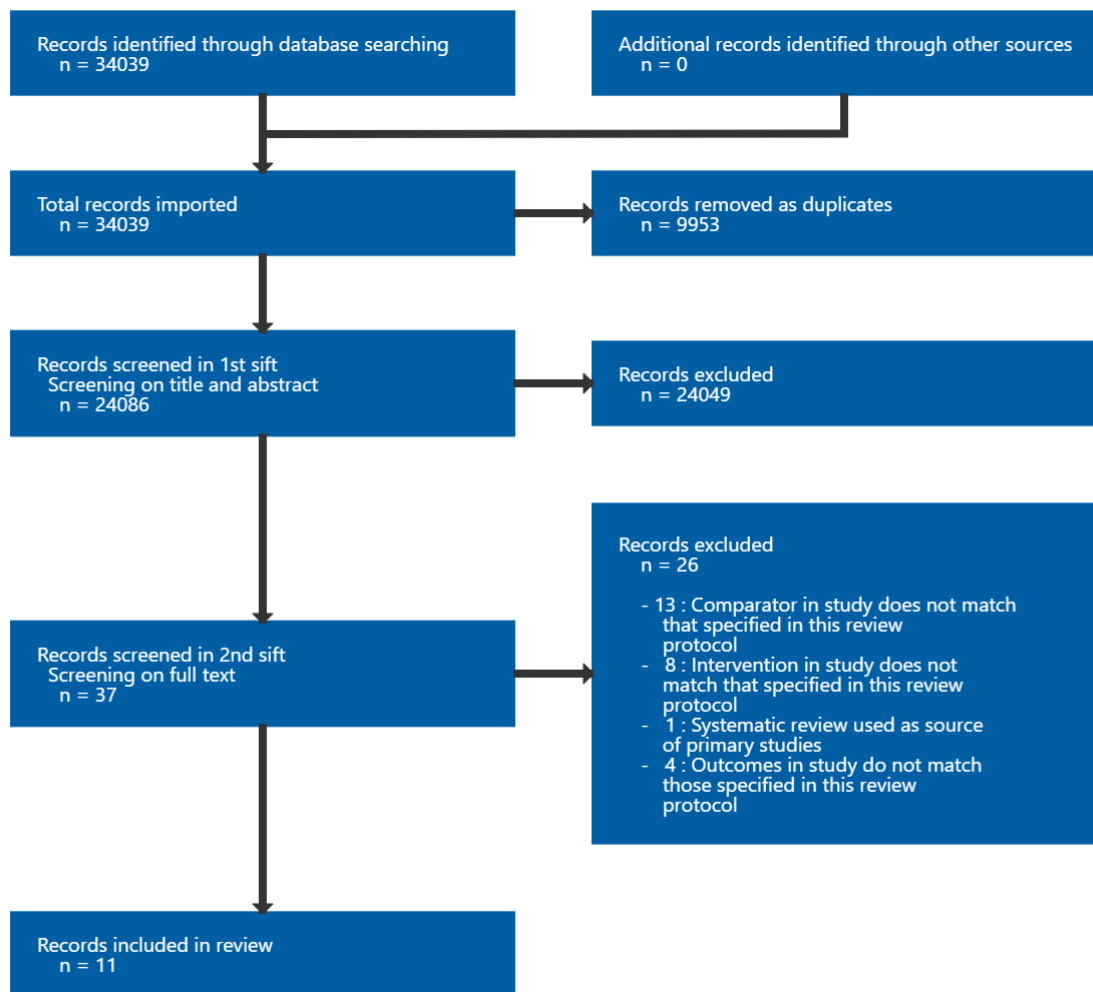 Records identified through database searching
n = 34039
Additional records identified through other sources
n = 0
Total records imported
n = 34039
Records removed as duplicates
n = 9953
Records screened in 1st sift
Screening on title and abstract
n = 24086
Records excluded
n = 24049
Records screened in 2nd sift
Screening on full text
n = 37
Records excluded
n = 26
- 13 : Comparator in study does not match
that specified in this review
protocol
- 8 : Intervention in study does not
match that specified in this review
protocol
- 1 : Systematic review used as source
of primary studies
- 4 : Outcomes in study do not match
those specified in this review
protocol
Records included in review
n = 11